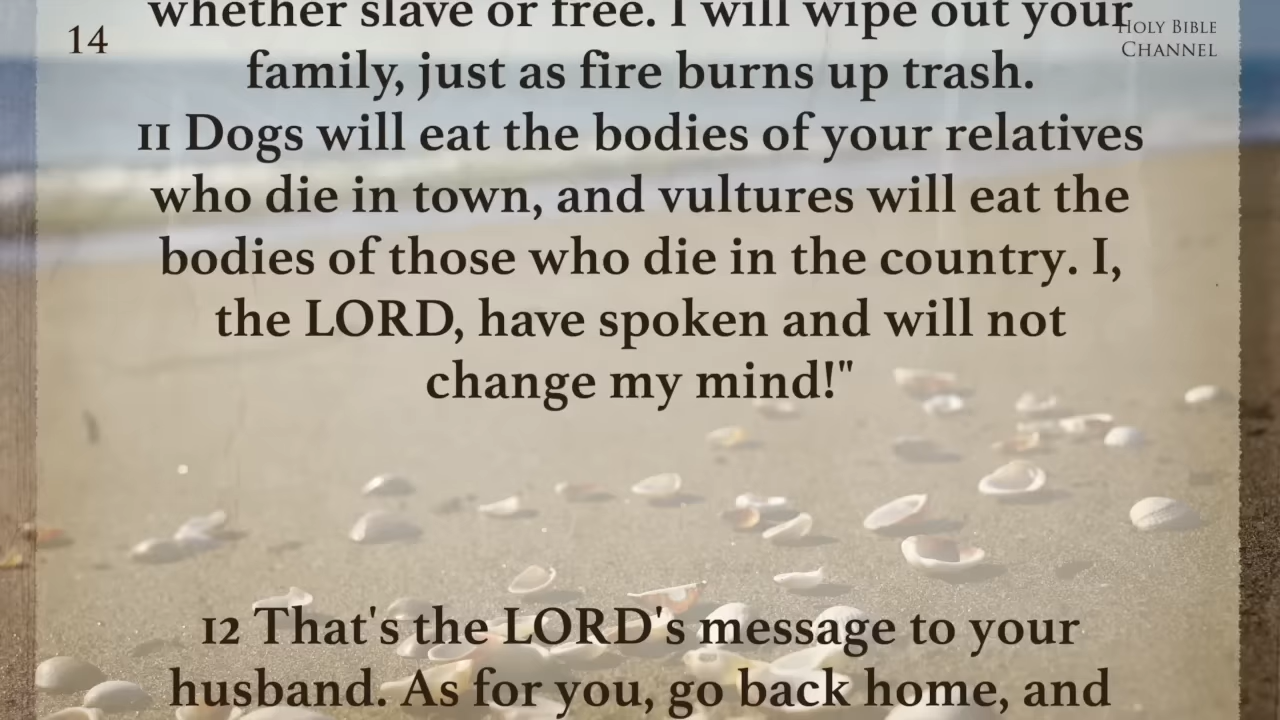 whether slave or free. I will wipe out your
14
HOLY BIBLE
CHANNEL
family, just as fire burns up trash.
11 Dogs will eat the bodies of your relatives
who die in town, and vultures will eat the
bodies of those who die in the country. I,
the LORD, have spoken and will not
change my mind!"
12 That's the LORD's message to your
husband. As for you, go back home, and